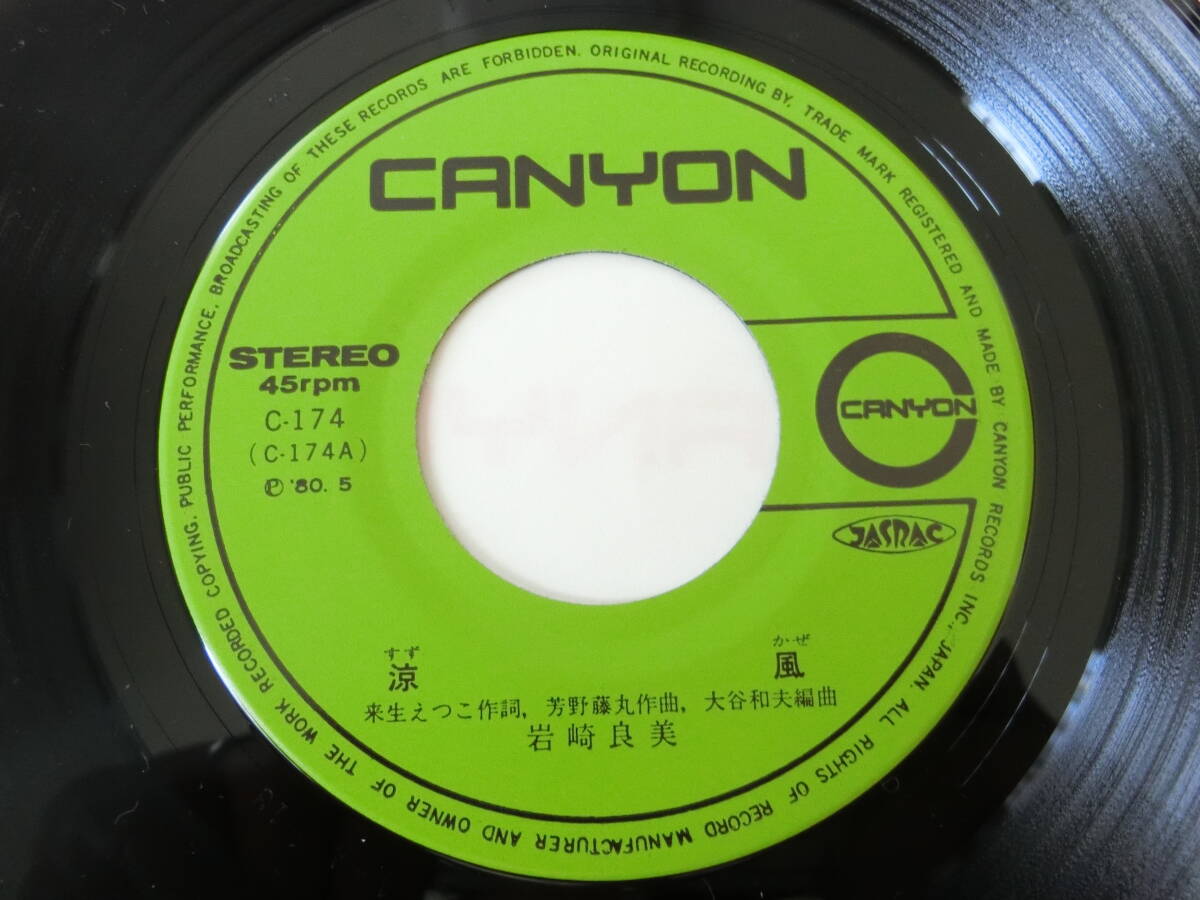 CANYON
STEREO
45rpm
C-174
(C-174A)
Ⓟ '80. 5
CANYON
JASRAC
すず かぜ
涼 風
来生えつこ作詞, 芳野藤丸作曲, 大谷和夫編曲
岩崎良美
ALL RIGHTS OF RECORD MANUFACTURER AND OWNER OF THE WORK RECORDED COPYING, PUBLIC PERFORMANCE, BROADCASTING OF THESE RECORDS ARE FORBIDDEN. ORIGINAL RECORDING BY, TRADE MARK REGISTERED AND MADE BY CANYON RECORDS INC., JAPAN.